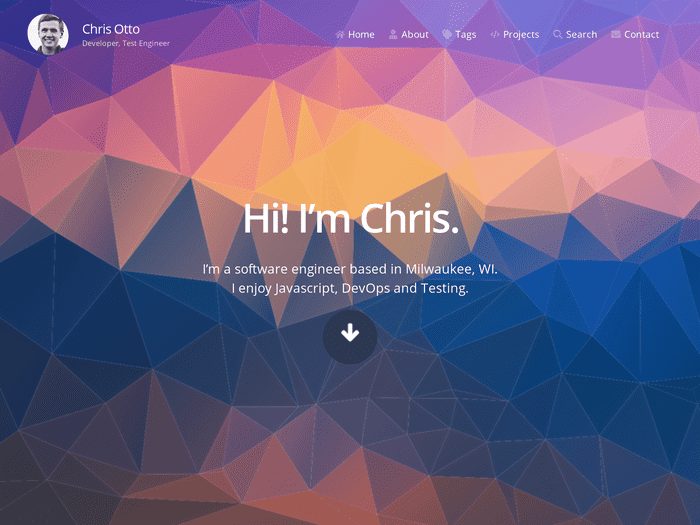 Chris Otto
Developer, Test Engineer
Home About Tags Projects Search Contact
Hi! I'm Chris.
I'm a software engineer based in Milwaukee, WI.
I enjoy Javascript, DevOps and Testing.